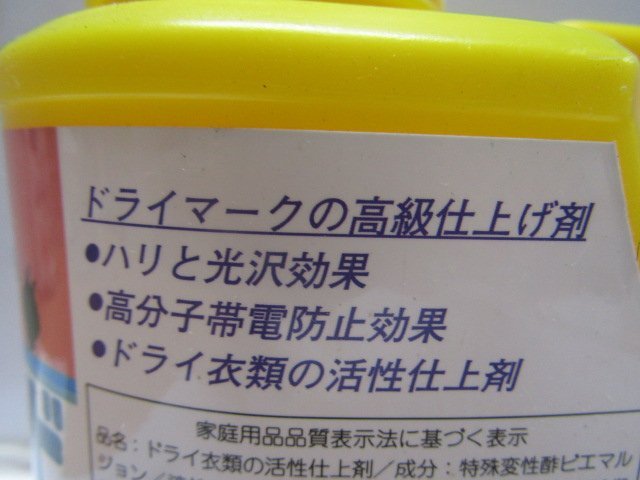 ドライマークの高級仕上げ剤
●ハリと光沢効果
●高分子帯電防止効果
●ドライ衣類の活性仕上剤
家庭用品品質表示法に基づく表示
品名：ドライ衣類の活性仕上剤／成分：特殊変性酢ビエマル
ジョン／